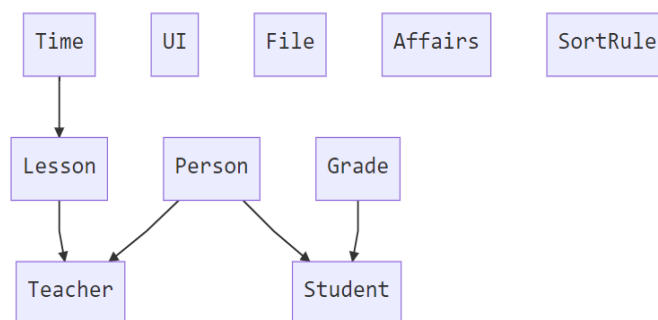 Time
UI
File
Affairs
SortRule
Lesson
Person
Grade
Teacher
Student